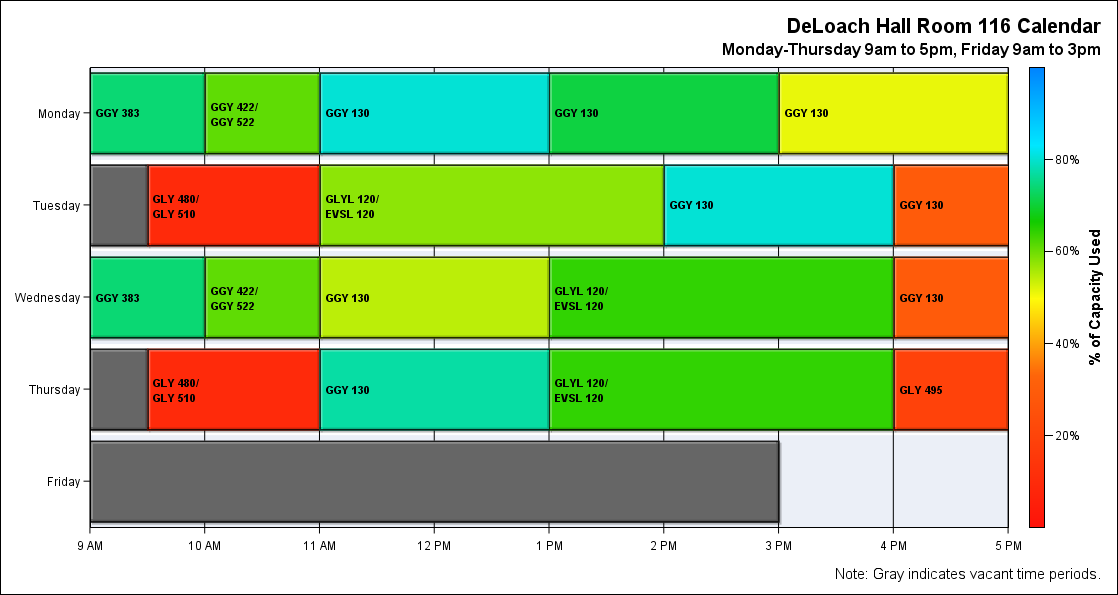 DeLoach Hall Room 116 Calendar
Monday-Thursday 9am to 5pm, Friday 9am to 3pm
Monday
GGY 383
GGY 422/
GGY 522
GGY 130
GGY 130
GGY 130
Tuesday
GLY 480/
GLY 510
GLYL 120/
EVSL 120
GGY 130
GGY 130
Wednesday
GGY 383
GGY 422/
GGY 522
GGY 130
GLYL 120/
EVSL 120
GGY 130
Thursday
GLY 480/
GLY 510
GGY 130
GLYL 120/
EVSL 120
GLY 495
Friday
9 AM
10 AM
11 AM
12 PM
1 PM
2 PM
3 PM
4 PM
5 PM
80%
60%
40%
20%
% of Capacity Used
Note: Gray indicates vacant time periods.